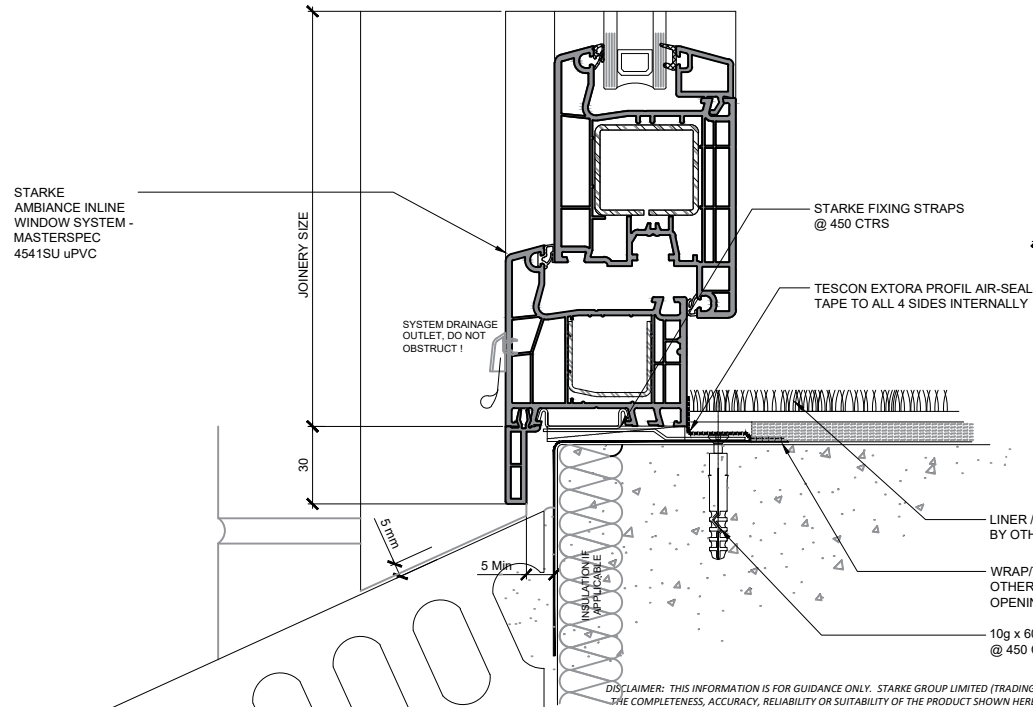 STARKE
AMBIANCE INLINE
WINDOW SYSTEM -
MASTERSPEC
4541SU uPVC
JOINERY SIZE
30
SYSTEM DRAINAGE
OUTLET, DO NOT
OBSTRUCT !
STARKE FIXING STRAPS
@ 450 CTRS
TESCON EXTORA PROFIL AIR-SEAL
TAPE TO ALL 4 SIDES INTERNALLY
5 mm
5 Min
INSULATION IF
APPLICABLE
LINER /
BY OTH
WRAP/
OTHER
OPENIN
10g x 60
@ 450 C
DISCLAIMER: THIS INFORMATION IS FOR GUIDANCE ONLY. STARKE GROUP LIMITED (TRADING
THE COMPLETENESS, ACCURACY, RELIABILITY OR SUITABILITY OF THE PRODUCT SHOWN HERE